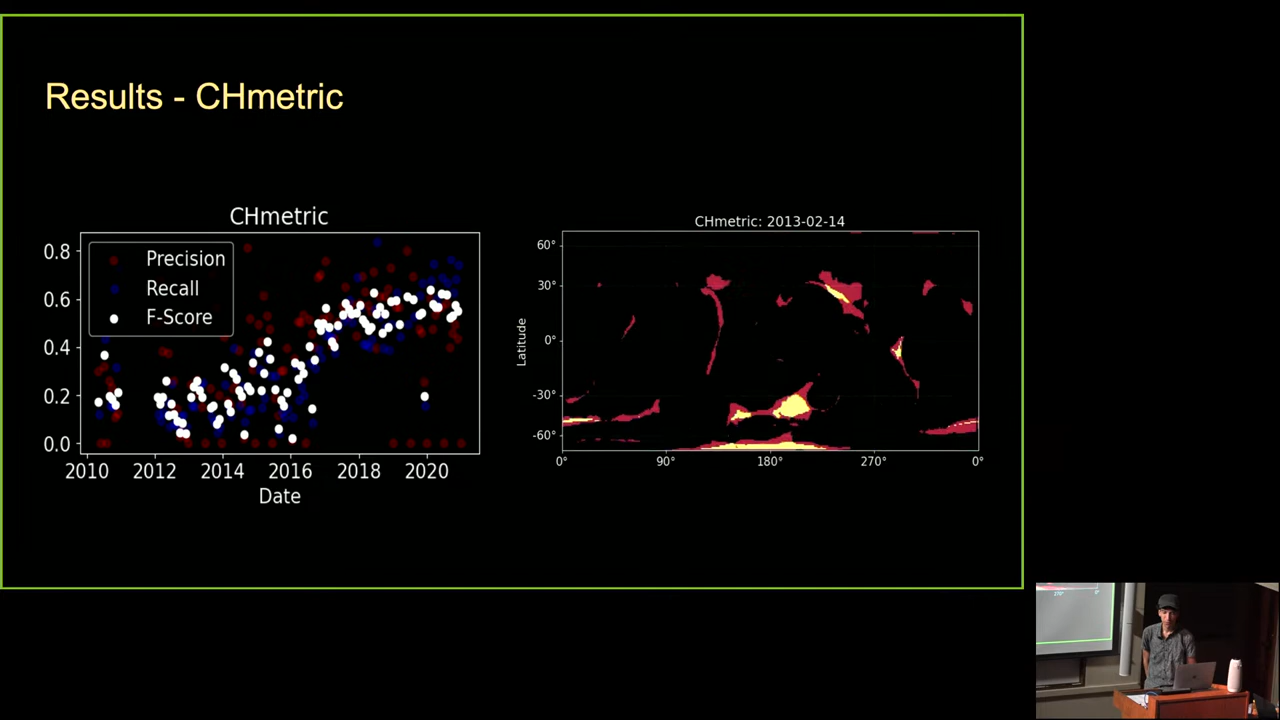 Results - CHmetric
CHmetric
Precision
Recall
F-Score
0.8
0.6
0.4
0.2
0.0
2010 2012 2014 2016 2018 2020
Date
CHmetric: 2013-02-14
Latitude
60°
30°
0°
-30°
-60°
0° 90° 180° 270° 0°